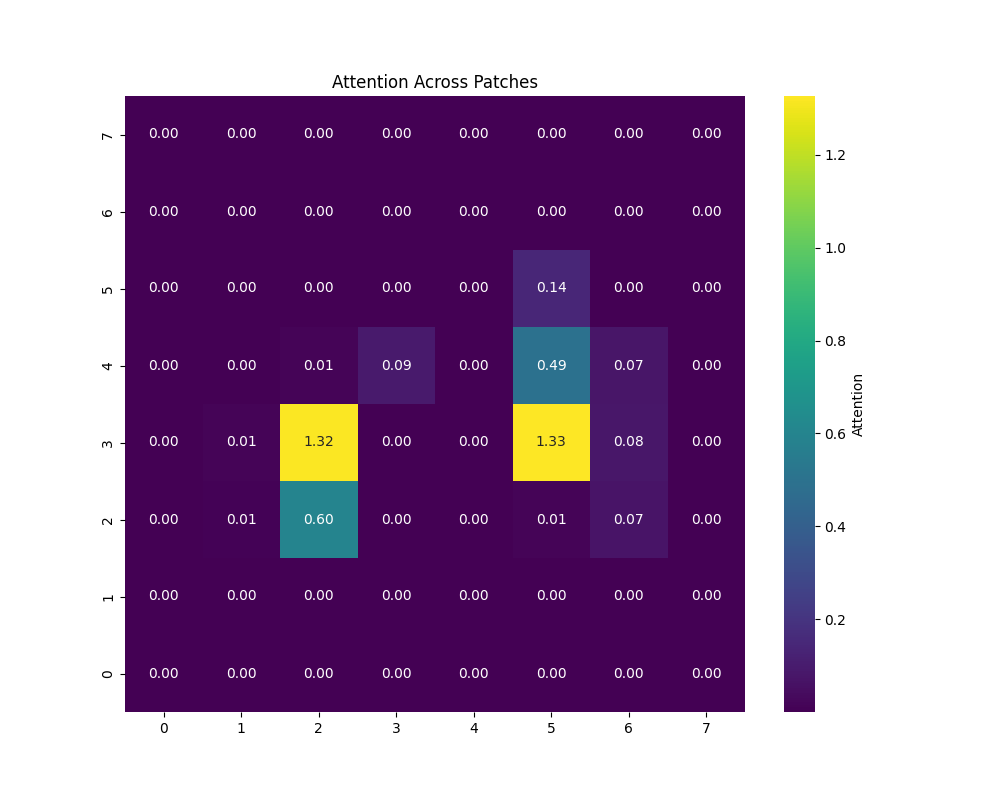 Attention Across Patches
7 0.00 0.00 0.00 0.00 0.00 0.00 0.00 0.00
1.2
6 0.00 0.00 0.00 0.00 0.00 0.00 0.00 0.00
1.0
5 0.00 0.00 0.00 0.00 0.00 0.14 0.00 0.00
0.8
4 0.00 0.00 0.01 0.09 0.00 0.49 0.07 0.00
Attention
0.6
3 0.00 0.01 1.32 0.00 0.00 1.33 0.08 0.00
0.4
2 0.00 0.01 0.60 0.00 0.00 0.01 0.07 0.00
1 0.00 0.00 0.00 0.00 0.00 0.00 0.00 0.00
0.2
0 0.00 0.00 0.00 0.00 0.00 0.00 0.00 0.00
0 1 2 3 4 5 6 7